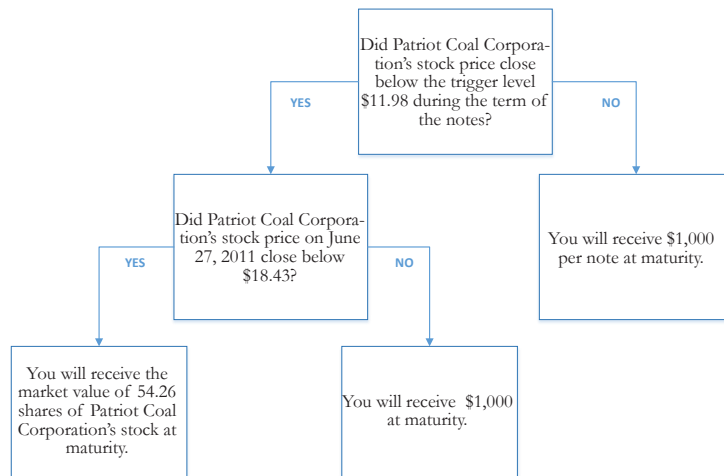 Did Patriot Coal Corpora-
tion's stock price close
below the trigger level
$11.98 during the term of
the notes?
YES
NO
Did Patriot Coal Corpora-
tion's stock price on June
27, 2011 close below
$18.43?
You will receive $1,000
per note at maturity.
YES
NO
You will receive the
market value of 54.26
shares of Patriot Coal
Corporation's stock at
maturity.
You will receive $1,000
at maturity.